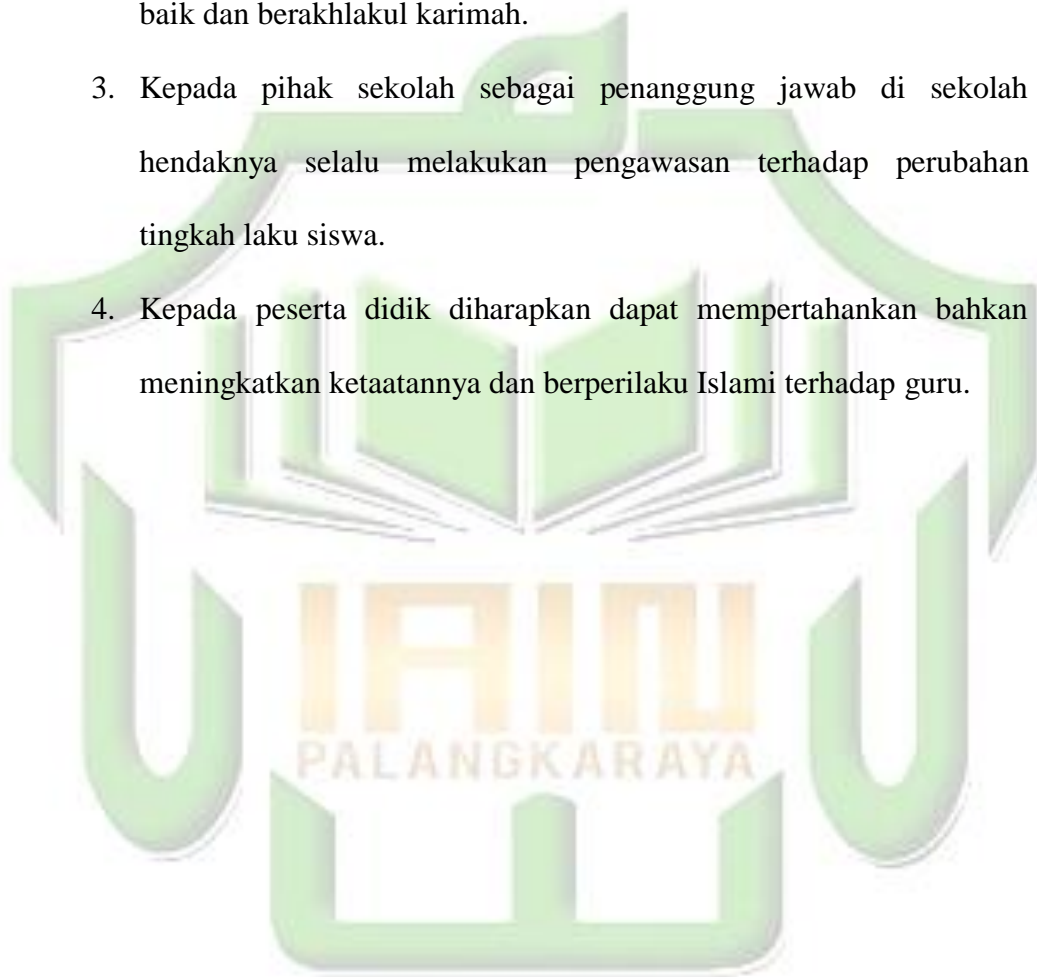 baik dan berakhlakul karimah.
3. Kepada pihak sekolah sebagai penanggung jawab di sekolah
hendaknya selalu melakukan pengawasan terhadap perubahan
tingkah laku siswa.
4. Kepada peserta didik diharapkan dapat mempertahankan bahkan
meningkatkan ketaatannya dan berperilaku Islami terhadap guru.
IAIN
PALANGKARAYA